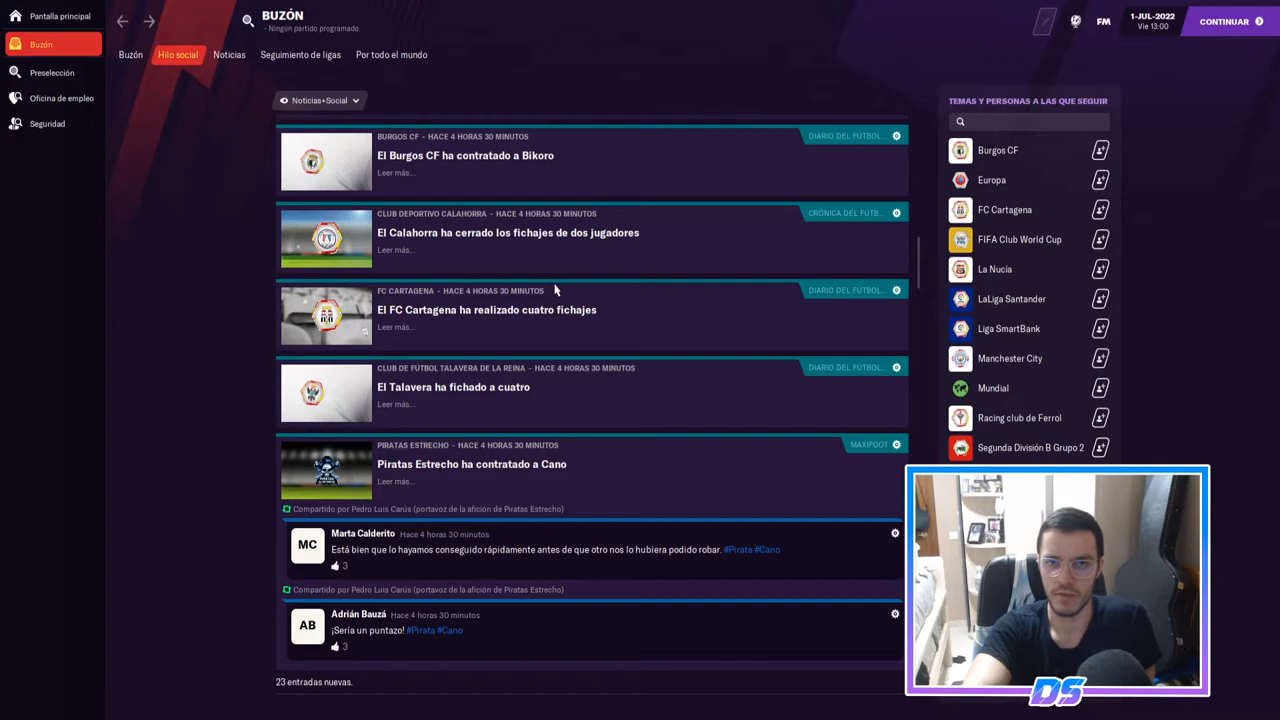 Pantalla principal
Buzón
Preselección
Oficina de empleo
Seguridad
BUZÓN
- Ningún partido programado.
FM
1-JUL-2022
Vie 13:00
CONTINUAR
Buzón
Hilo social
Noticias
Seguimiento de ligas
Por todo el mundo
Noticias+Social
BURGOS CF - HACE 4 HORAS 30 MINUTOS
DIARIO DEL FÚTBOL...
El Burgos CF ha contratado a Bikoro
Leer más...
CLUB DEPORTIVO CALAHORRA - HACE 4 HORAS 30 MINUTOS
CRÓNICA DEL FÚTB...
El Calahorra ha cerrado los fichajes de dos jugadores
Leer más...
FC CARTAGENA - HACE 4 HORAS 30 MINUTOS
DIARIO DEL FÚTBOL...
El FC Cartagena ha realizado cuatro fichajes
Leer más...
CLUB DE FÚTBOL TALAVERA DE LA REINA - HACE 4 HORAS 30 MINUTOS
DIARIO DEL FÚTBOL...
El Talavera ha fichado a cuatro
Leer más...
PIRATAS ESTRECHO - HACE 4 HORAS 30 MINUTOS
MAXIFOOT
Piratas Estrecho ha contratado a Cano
Leer más...
Compartido por Pedro Luis Carús (portavoz de la afición de Piratas Estrecho)
MC
Marta Calderito Hace 4 horas 30 minutos
Está bien que lo hayamos conseguido rápidamente antes de que otro nos lo hubiera podido robar. #Pirata #Cano
3
Compartido por Pedro Luis Carús (portavoz de la afición de Piratas Estrecho)
AB
Adrián Bauzá Hace 4 horas 30 minutos
¡Sería un puntazo! #Pirata #Cano
3
23 entradas nuevas.
TEMAS Y PERSONAS A LAS QUE SEGUIR
Burgos CF
Europa
FC Cartagena
FIFA Club World Cup
La Nucía
LaLiga Santander
Liga SmartBank
Manchester City
Mundial
Racing club de Ferrol
Segunda División B Grupo 2
DS